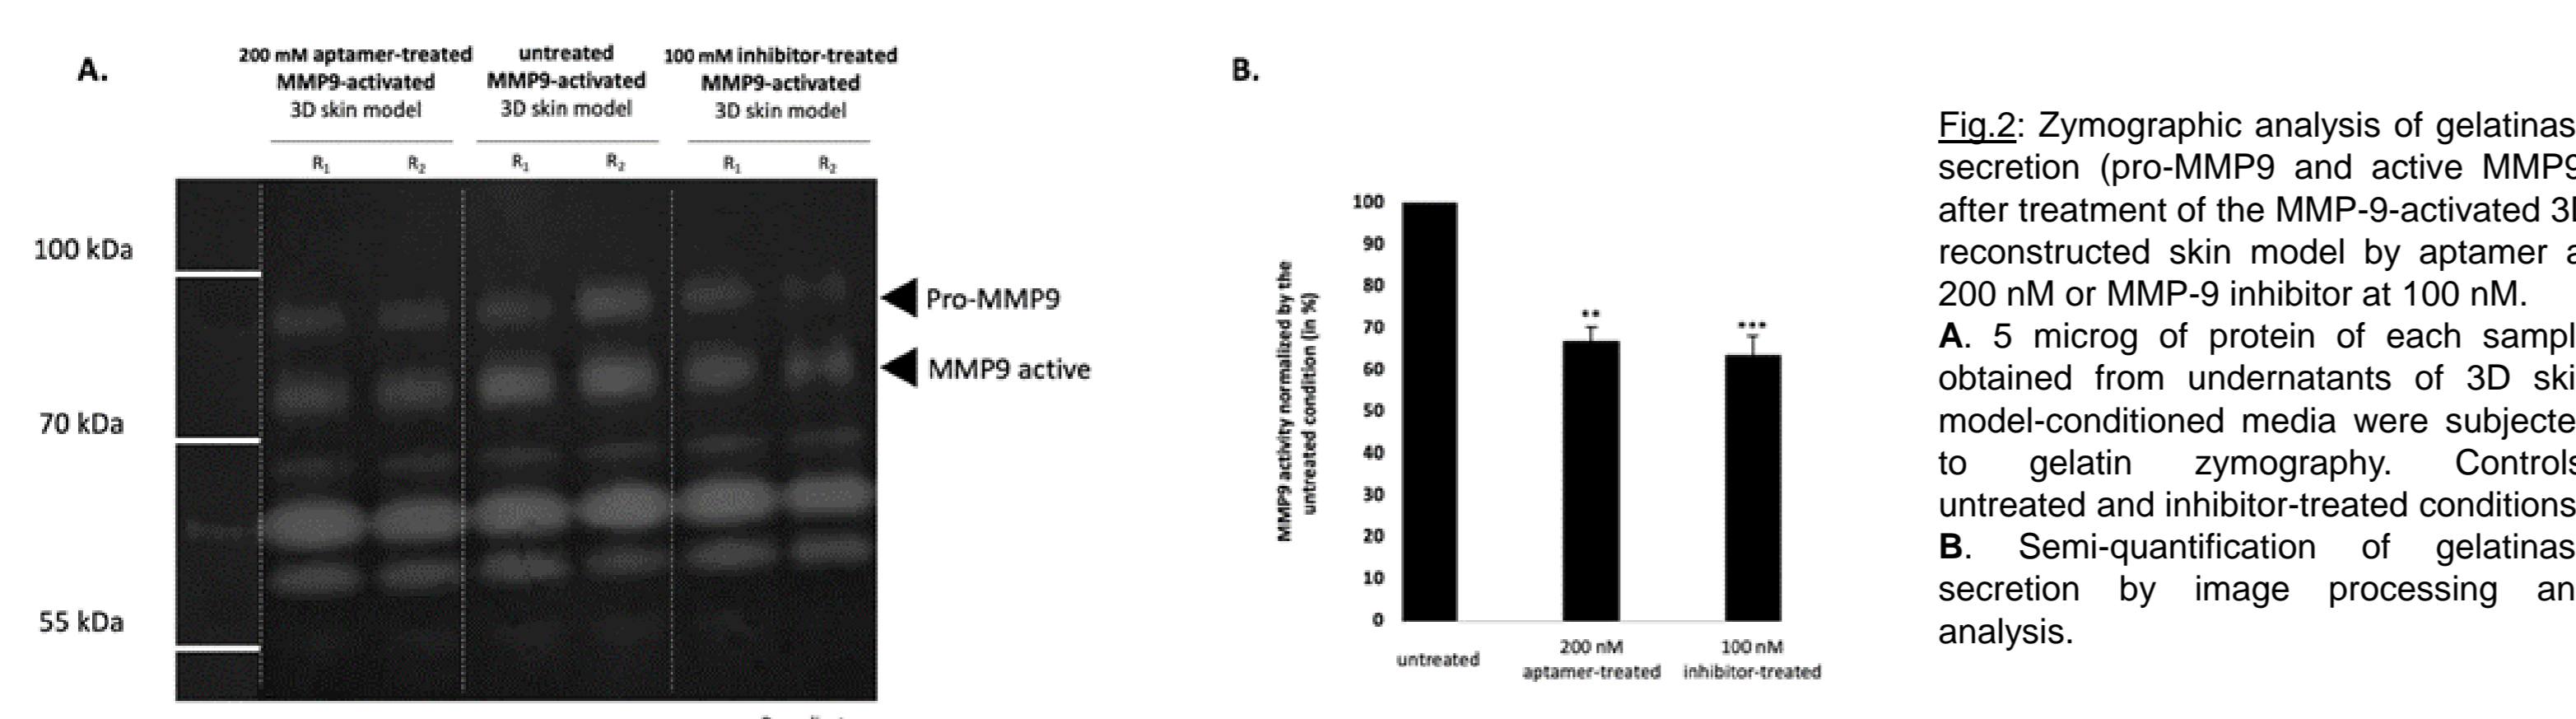 A.
200 mM aptamer-treated
MMP9-activated
3D skin model
untreated
MMP9-activated
3D skin model
100 mM inhibitor-treated
MMP9-activated
3D skin model
R1
R2
R1
R2
R1
R2
100 kDa
70 kDa
55 kDa
Pro-MMP9
MMP9 active
B.
MMP9 activity normalized by the
untreated condition (in %)
100
90
80
70
60
50
40
30
20
10
0
**
***
untreated
200 nM
aptamer-treated
100 nM
inhibitor-treated
Fig.2: Zymographic analysis of gelatinas
secretion (pro-MMP9 and active MMP9
after treatment of the MMP-9-activated 3
reconstructed skin model by aptamer a
200 nM or MMP-9 inhibitor at 100 nM.
A. 5 microg of protein of each sampl
obtained from undernatants of 3D ski
model-conditioned media were subjecte
to gelatin zymography. Controls
untreated and inhibitor-treated conditions
B. Semi-quantification of gelatinas
secretion by image processing an
analysis.